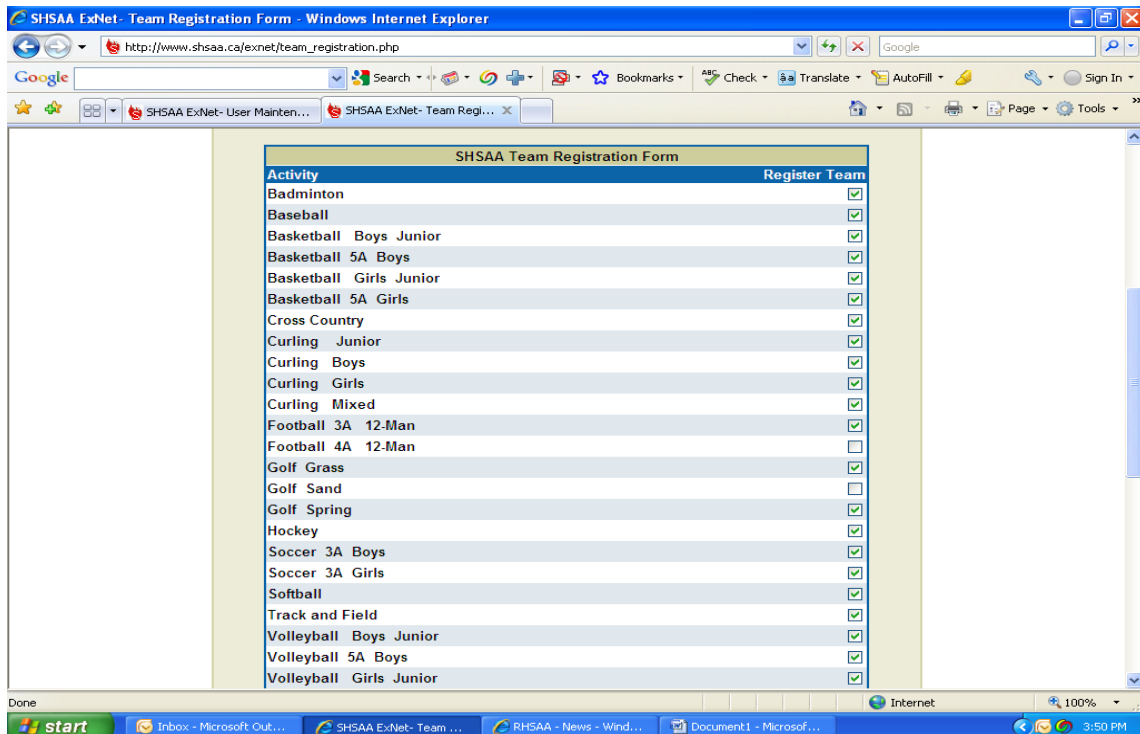 SHSAA ExNet- Team Registration Form - Windows Internet Explorer
http://www.shsaa.ca/exnet/team_registration.php
Google
Google Search Bookmarks Check Translate AutoFill Sign In
SHSAA ExNet- User Mainten... SHSAA ExNet- Team Regi... Page Tools
SHSAA Team Registration Form
Activity Register Team
Badminton
Baseball
Basketball Boys Junior
Basketball 5A Boys
Basketball Girls Junior
Basketball 5A Girls
Cross Country
Curling Junior
Curling Boys
Curling Girls
Curling Mixed
Football 3A 12-Man
Football 4A 12-Man
Golf Grass
Golf Sand
Golf Spring
Hockey
Soccer 3A Boys
Soccer 3A Girls
Softball
Track and Field
Volleyball Boys Junior
Volleyball 5A Boys
Volleyball Girls Junior
Done Internet 100%
start Inbox - Microsoft Out... SHSAA ExNet- Team ... RHSAA - News - Wind... Document1 - Microsof... 3:50 PM